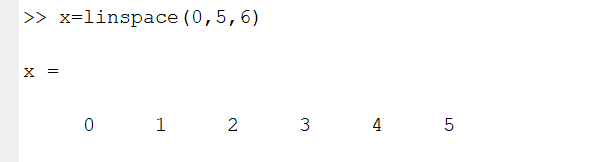 >> x=linspace(0,5,6)
x =
0 1 2 3 4 5